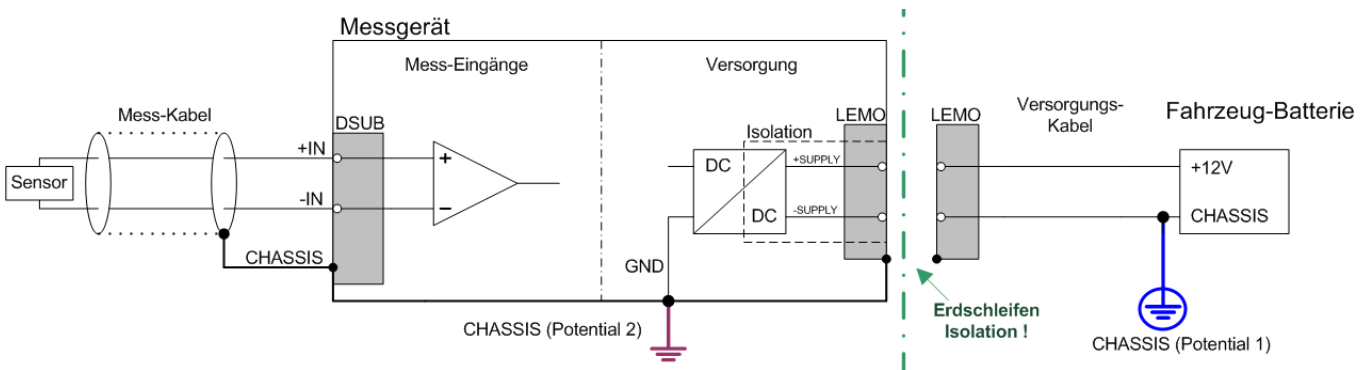 Messgerät
Mess-Eingänge
Versorgung
Mess-Kabel
DSUB
LEMO
LEMO
Versorgungs-
Kabel
Fahrzeug-Batterie
Isolation
+IN
+
DC
+SUPPLY
+12V
Sensor
-IN
−
DC
-SUPPLY
CHASSIS
CHASSIS
GND
CHASSIS (Potential 2)
Erdschleifen
Isolation !
CHASSIS (Potential 1)